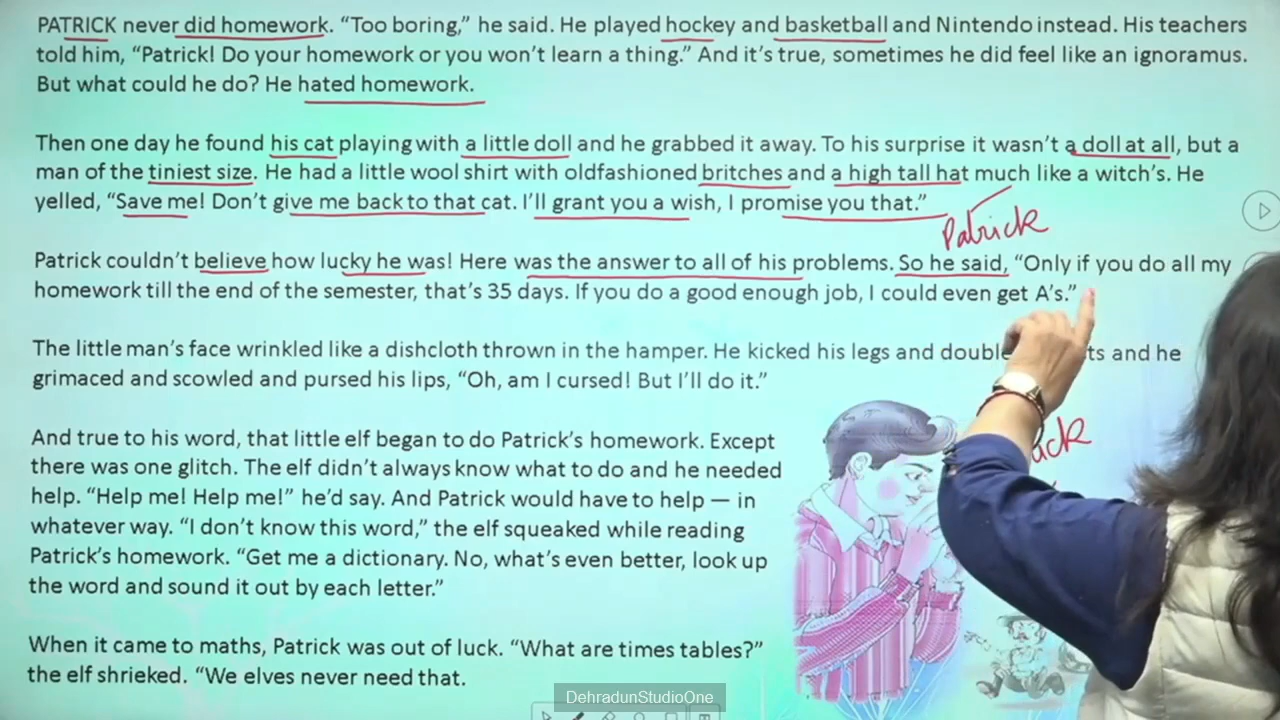 PATRICK never did homework. “Too boring,” he said. He played hockey and basketball and Nintendo instead. His teachers
told him, “Patrick! Do your homework or you won’t learn a thing.” And it’s true, sometimes he did feel like an ignoramus.
But what could he do? He hated homework.
Then one day he found his cat playing with a little doll and he grabbed it away. To his surprise it wasn’t a doll at all, but a
man of the tiniest size. He had a little wool shirt with oldfashioned britches and a high tall hat much like a witch’s. He
yelled, “Save me! Don’t give me back to that cat. I’ll grant you a wish, I promise you that.”
Patrick
Patrick couldn’t believe how lucky he was! Here was the answer to all of his problems. So he said, “Only if you do all my
homework till the end of the semester, that’s 35 days. If you do a good enough job, I could even get A’s.”
The little man’s face wrinkled like a dishcloth thrown in the hamper. He kicked his legs and and he
grimaced and scowled and pursed his lips, “Oh, am I cursed! But I’ll do it.”
And true to his word, that little elf began to do Patrick’s homework. Except
there was one glitch. The elf didn’t always know what to do and he needed
help. “Help me! Help me!” he’d say. And Patrick would have to help — in
whatever way. “I don’t know this word,” the elf squeaked while reading
Patrick’s homework. “Get me a dictionary. No, what’s even better, look up
the word and sound it out by each letter.”
When it came to maths, Patrick was out of luck. “What are times tables?”
the elf shrieked. “We elves never need that.
DehradunStudioOne